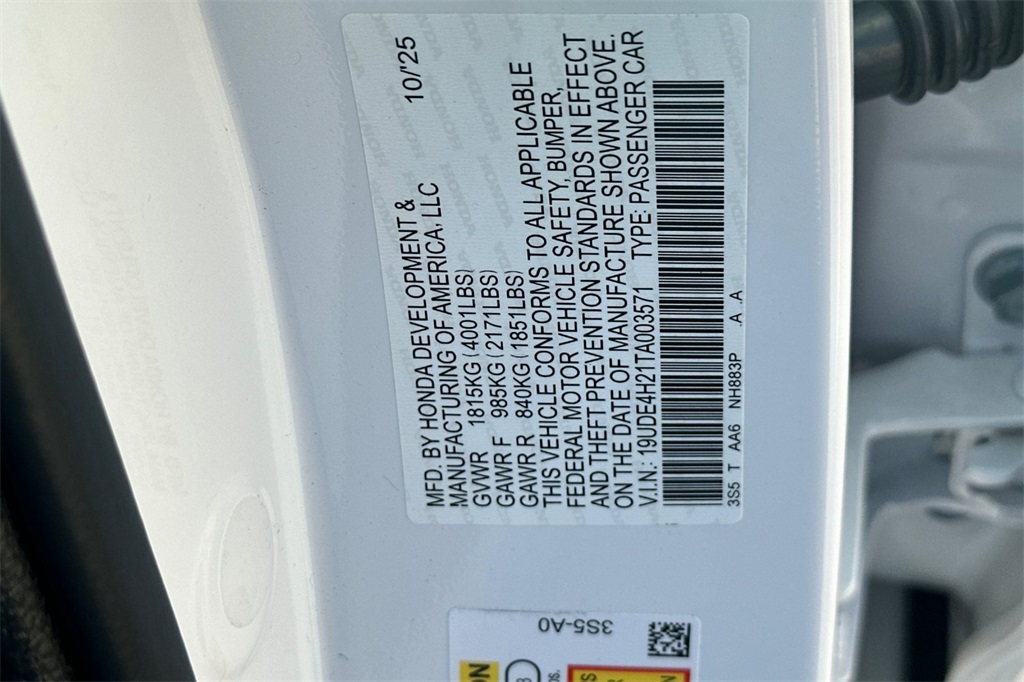 MFD. BY HONDA DEVELOPMENT & 10/'25
MANUFACTURING OF AMERICA, LLC
GVWR 1815KG (4001LBS)
GAWR F 985KG (2171LBS)
GAWR R 840KG (1851LBS)
THIS VEHICLE CONFORMS TO ALL APPLICABLE
FEDERAL MOTOR VEHICLE SAFETY, BUMPER,
AND THEFT PREVENTION STANDARDS IN EFFECT
ON THE DATE OF MANUFACTURE SHOWN ABOVE.
V.I.N.: 19UDE4H21TA003571 TYPE: PASSENGER CAR
3S5 T AA6 NH883P .A .A
3S5-A0